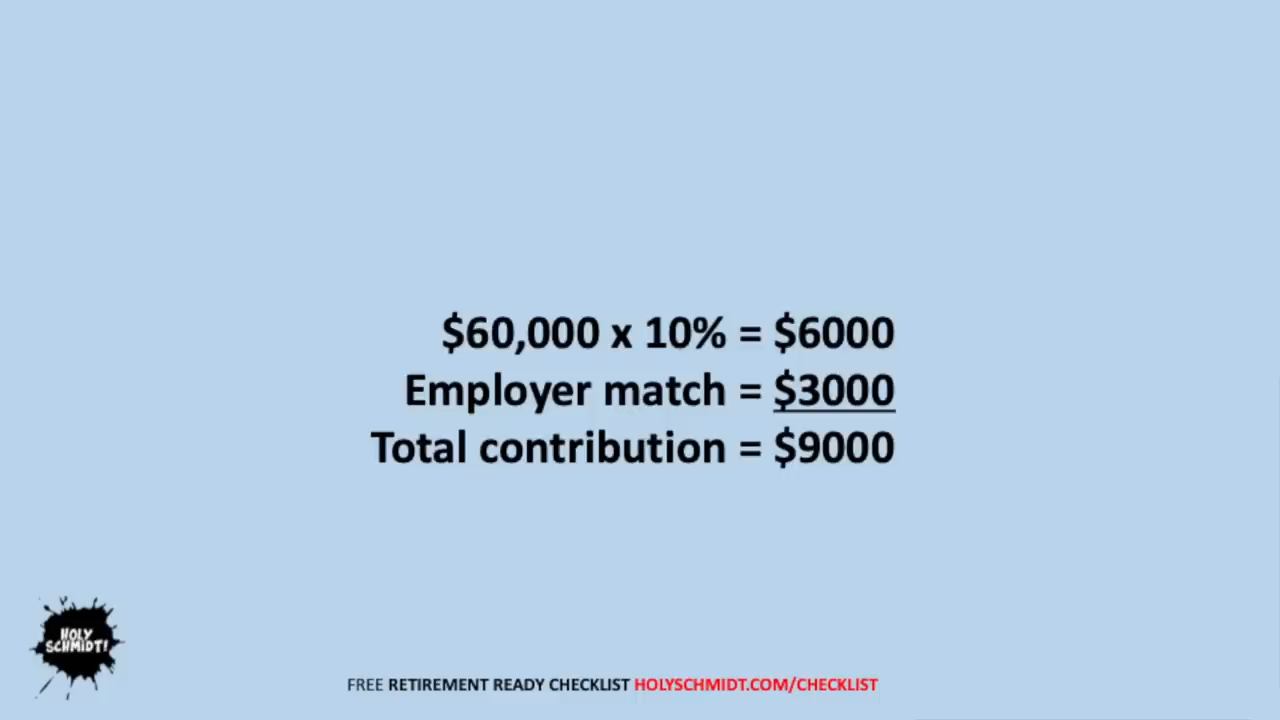 $60,000 x 10% = $6000
Employer match = $3000
Total contribution = $9000
HOLY
SCHMIDT!
FREE RETIREMENT READY CHECKLIST HOLYSCHMIDT.COM/CHECKLIST